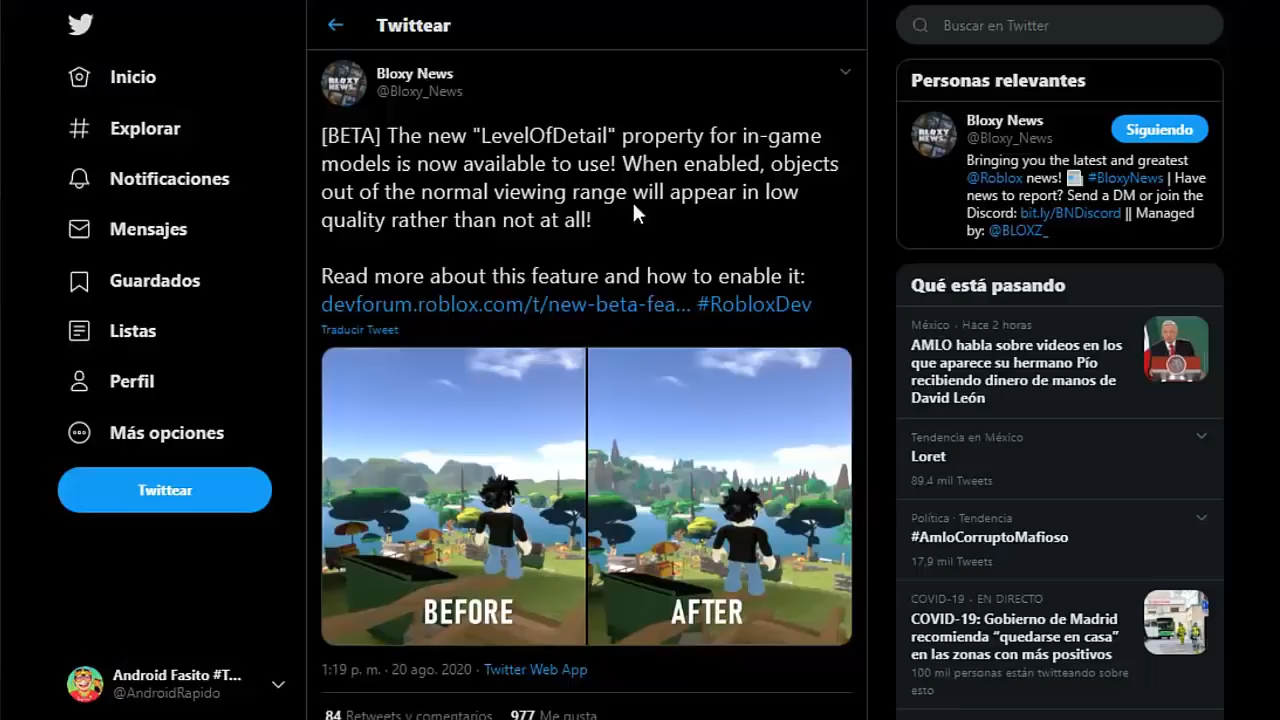 Inicio
Explorar
Notificaciones
Mensajes
Guardados
Listas
Perfil
Más opciones
Twittear
Android Fasito #T...
@AndroidRapido
Twittear
BLOXY
NEWS
Bloxy News
@Bloxy_News
[BETA] The new "LevelOfDetail" property for in-game
models is now available to use! When enabled, objects
out of the normal viewing range will appear in low
quality rather than not at all!
Read more about this feature and how to enable it:
devforum.roblox.com/t/new-beta-fea... #RobloxDev
Traducir Tweet
BEFORE
AFTER
1:19 p. m. · 20 ago. 2020 · Twitter Web App
84 Retweets y comentarios 977 Me gusta
Buscar en Twitter
Personas relevantes
BLOXY
NEWS
Bloxy News
@Bloxy_News
Siguiendo
Bringing you the latest and greatest
@Roblox news! 📰 #BloxyNews | Have
news to report? Send a DM or join the
Discord: bit.ly/BNDiscord || Managed
by: @BLOXZ_
Qué está pasando
México · Hace 2 horas
AMLO habla sobre videos en los
que aparece su hermano Pío
recibiendo dinero de manos de
David León
Tendencia en México
Loret
89,4 mil Tweets
Política · Tendencia
#AmloCorruptoMafioso
17,9 mil Tweets
COVID-19 · EN DIRECTO
COVID-19: Gobierno de Madrid
recomienda “quedarse en casa”
en las zonas con más positivos
100 mil personas están twitteando sobre
esto